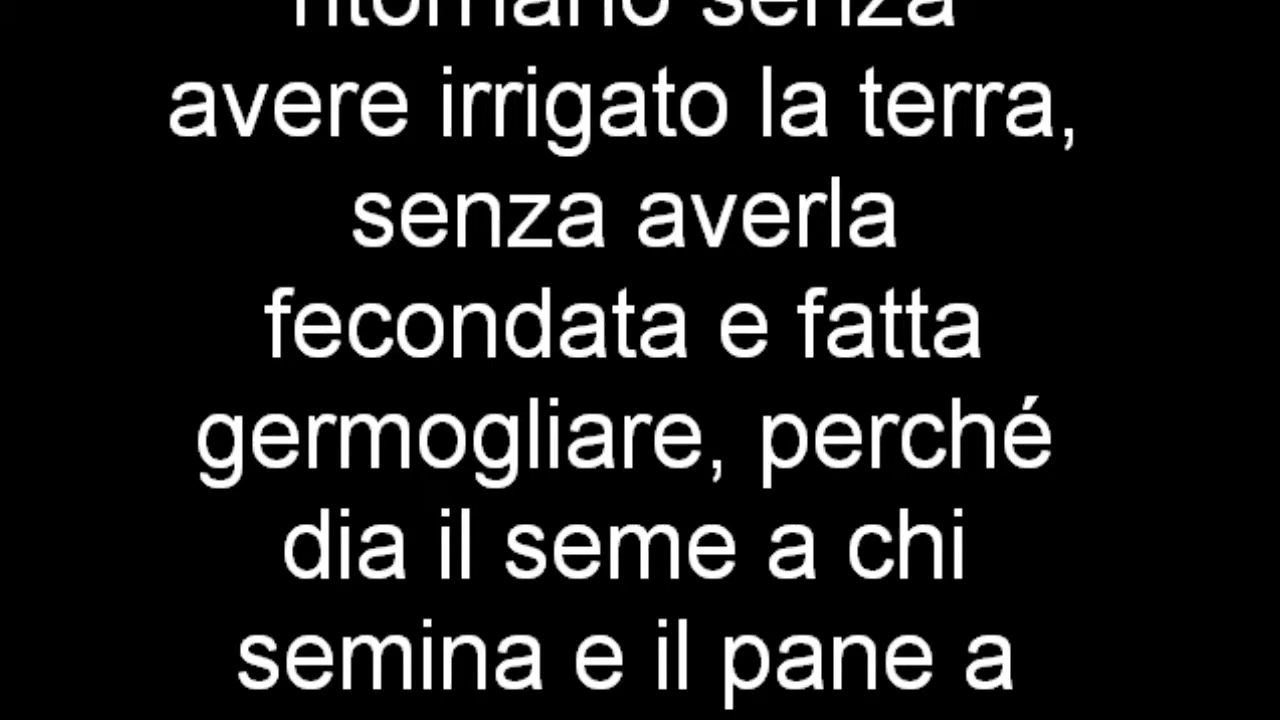 ritornano senza
avere irrigato la terra,
senza averla
fecondata e fatta
germogliare, perché
dia il seme a chi
semina e il pane a